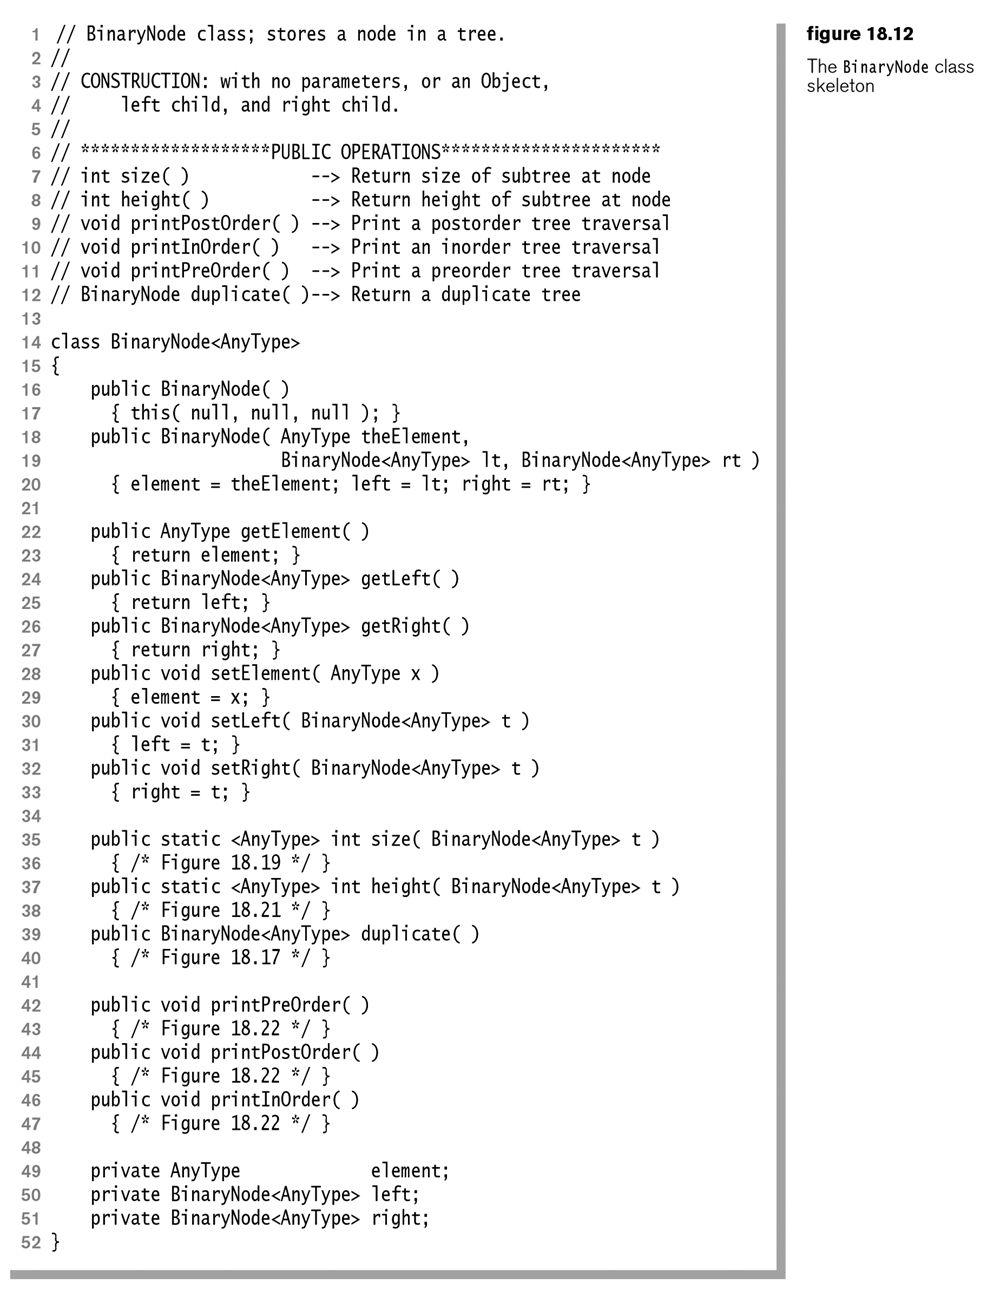 1 // BinaryNode class; stores a node in a tree.
2 //
3 // CONSTRUCTION: with no parameters, or an Object,
4 //     left child, and right child.
5 //
6 // *******************PUBLIC OPERATIONS**********************
7 // int size( )            --> Return size of subtree at node
8 // int height( )          --> Return height of subtree at node
9 // void printPostOrder( ) --> Print a postorder tree traversal
10 // void printInOrder( )   --> Print an inorder tree traversal
11 // void printPreOrder( )  --> Print a preorder tree traversal
12 // BinaryNode duplicate( )--> Return a duplicate tree
13
14 class BinaryNode<AnyType>
15 {
16     public BinaryNode( )
17       { this( null, null, null ); }
18     public BinaryNode( AnyType theElement,
19                        BinaryNode<AnyType> lt, BinaryNode<AnyType> rt )
20       { element = theElement; left = lt; right = rt; }
21
22     public AnyType getElement( )
23       { return element; }
24     public BinaryNode<AnyType> getLeft( )
25       { return left; }
26     public BinaryNode<AnyType> getRight( )
27       { return right; }
28     public void setElement( AnyType x )
29       { element = x; }
30     public void setLeft( BinaryNode<AnyType> t )
31       { left = t; }
32     public void setRight( BinaryNode<AnyType> t )
33       { right = t; }
34
35     public static <AnyType> int size( BinaryNode<AnyType> t )
36       { /* Figure 18.19 */ }
37     public static <AnyType> int height( BinaryNode<AnyType> t )
38       { /* Figure 18.21 */ }
39     public BinaryNode<AnyType> duplicate( )
40       { /* Figure 18.17 */ }
41
42     public void printPreOrder( )
43       { /* Figure 18.22 */ }
44     public void printPostOrder( )
45       { /* Figure 18.22 */ }
46     public void printInOrder( )
47       { /* Figure 18.22 */ }
48
49     private AnyType             element;
50     private BinaryNode<AnyType> left;
51     private BinaryNode<AnyType> right;
52 }
figure 18.12
The BinaryNode class
skeleton